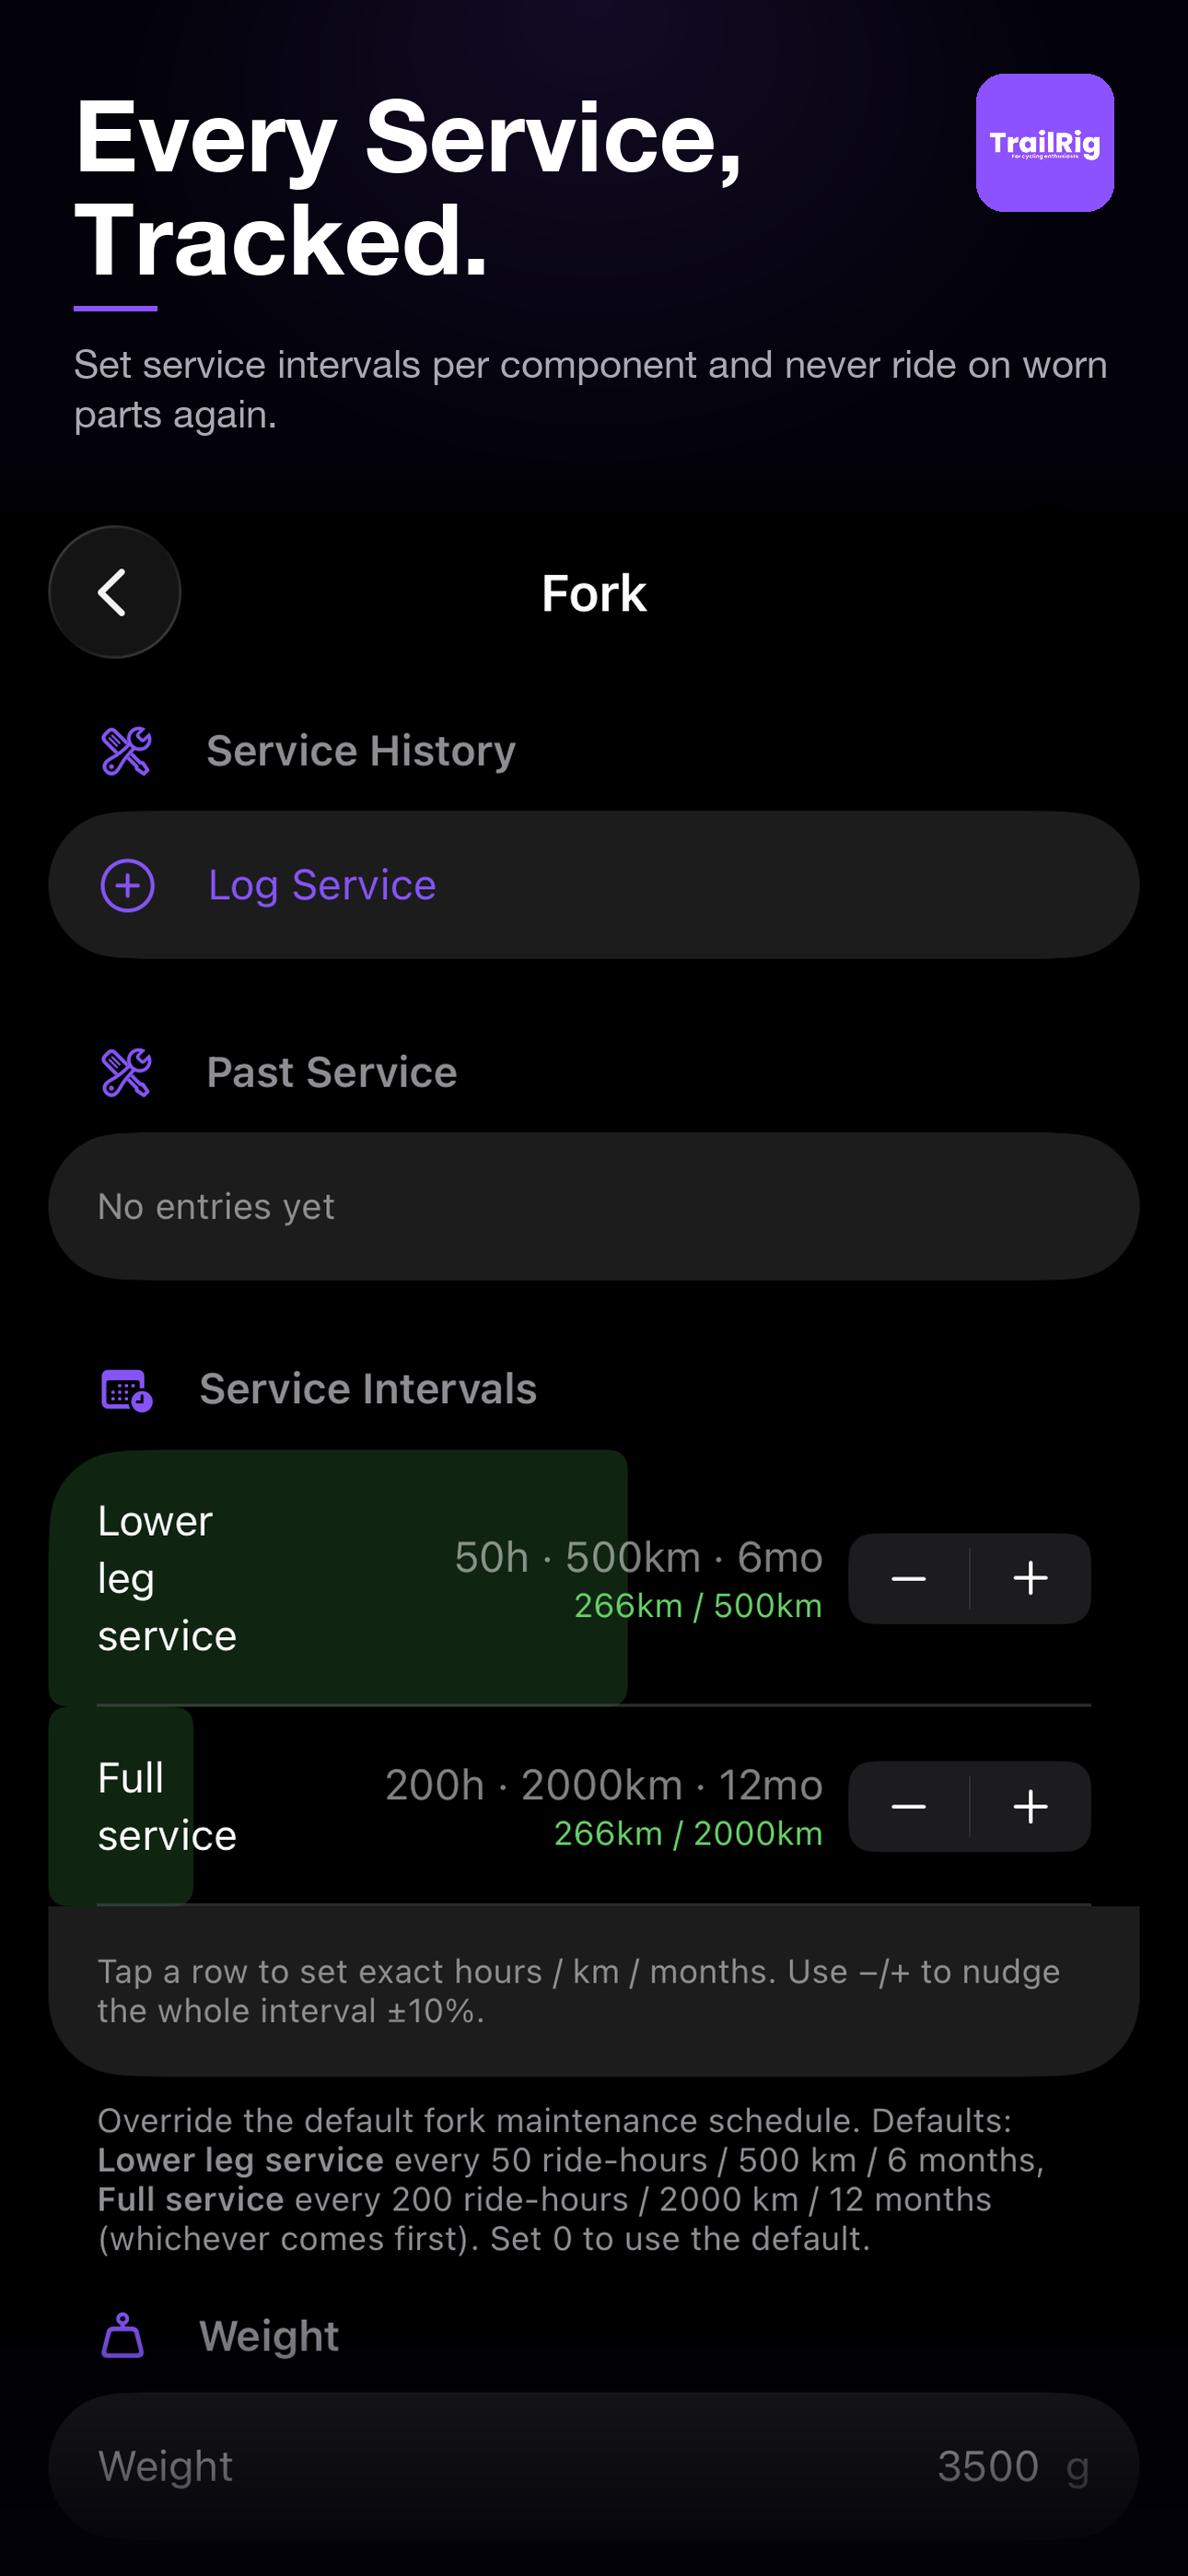 Every Service,
Tracked.
TrailRig
For cycling enthusiasts
Set service intervals per component and never ride on worn
parts again.
Fork
Service History
Log Service
Past Service
No entries yet
Service Intervals
Lower
leg
service
50h · 500km · 6mo
266km / 500km
− +
Full
service
200h · 2000km · 12mo
266km / 2000km
− +
Tap a row to set exact hours / km / months. Use −/+ to nudge
the whole interval ±10%.
Override the default fork maintenance schedule. Defaults:
Lower leg service every 50 ride-hours / 500 km / 6 months,
Full service every 200 ride-hours / 2000 km / 12 months
(whichever comes first). Set 0 to use the default.
Weight
Weight
3500 g